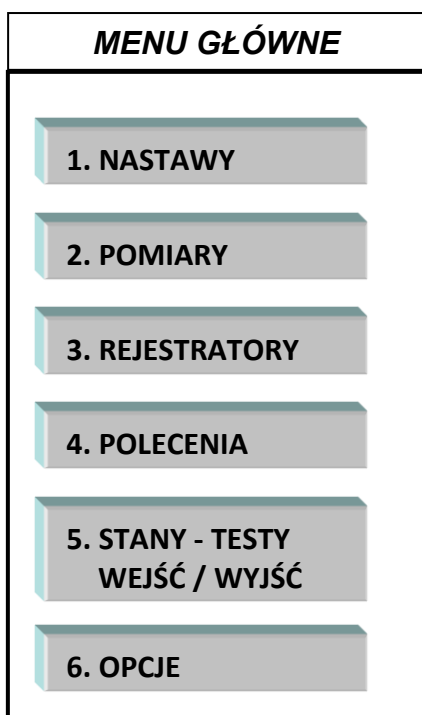 MENU GŁÓWNE
1. NASTAWY
2. POMIARY
3. REJESTRATORY
4. POLECENIA
5. STANY - TESTY
WEJŚĆ / WYJŚĆ
6. OPCJE